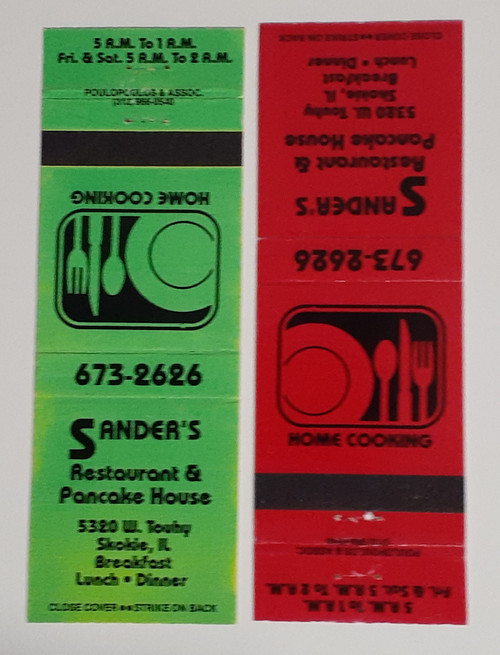 5 A.M. To 1 A.M.
Fri. & Sat. 5 A.M. To 2 A.M.
POULOPOULOS & ASSOC.
HOME COOKING
673-2626
SANDER'S
Restaurant &
Pancake House
5320 W. Touhy
Skokie, IL
Breakfast
Lunch • Dinner
CLOSE COVER •• STRIKE ON BACK
CLOSE COVER •• STRIKE ON BACK
Lunch • Dinner
Breakfast
Skokie, IL
5320 W. Touhy
Pancake House
Restaurant &
SANDER'S
673-2626
HOME COOKING
Fri. & Sat. 5 A.M. To 2 A.M.
5 A.M. To 1 A.M.